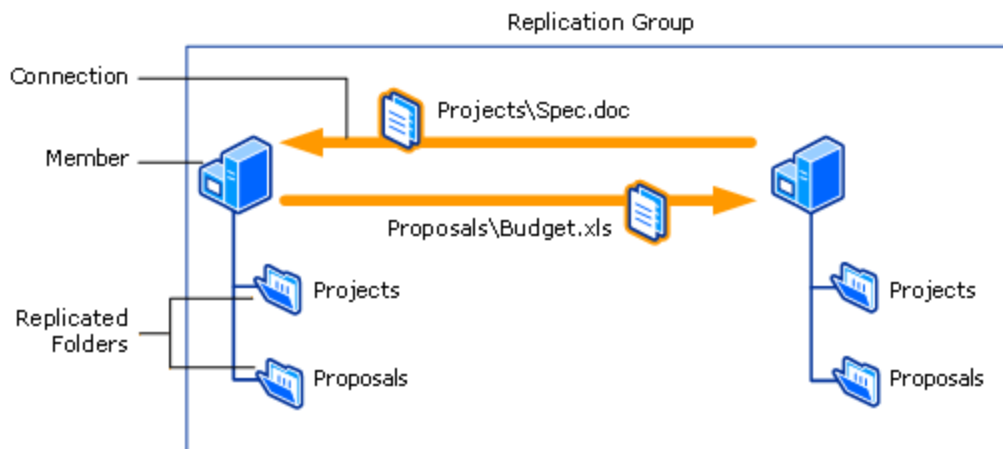 Replication Group
Connection
Projects\Spec.doc
Member
Proposals\Budget.xls
Projects
Projects
Replicated
Folders
Proposals
Proposals